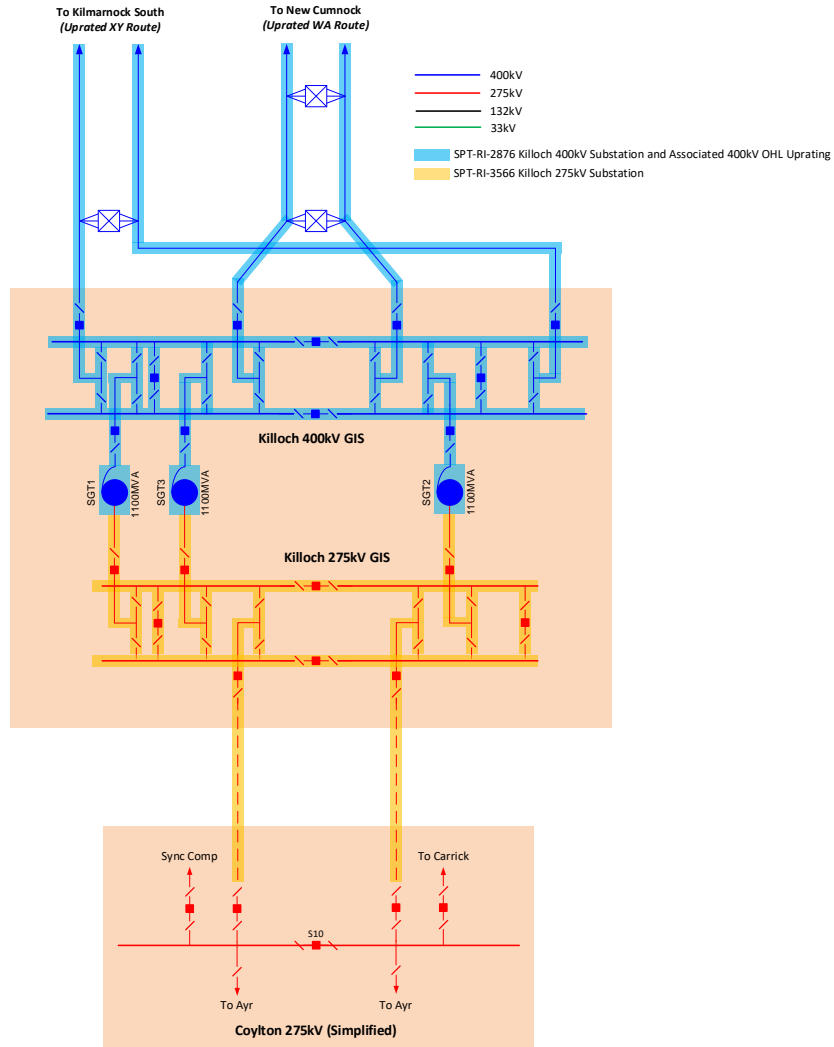 To Kilmarnock South
(Uprated XY Route)
To New Cumnock
(Uprated WA Route)
400kV
275kV
132kV
33kV
SPT-RI-2876 Killoch 400kV Substation and Associated 400kV OHL Uprating
SPT-RI-3566 Killoch 275kV Substation
Killoch 400kV GIS
SGT1
1100MVA
SGT3
1100MVA
SGT2
1100MVA
Killoch 275kV GIS
Sync Comp
To Carrick
S10
To Ayr
To Ayr
Coylton 275kV (Simplified)